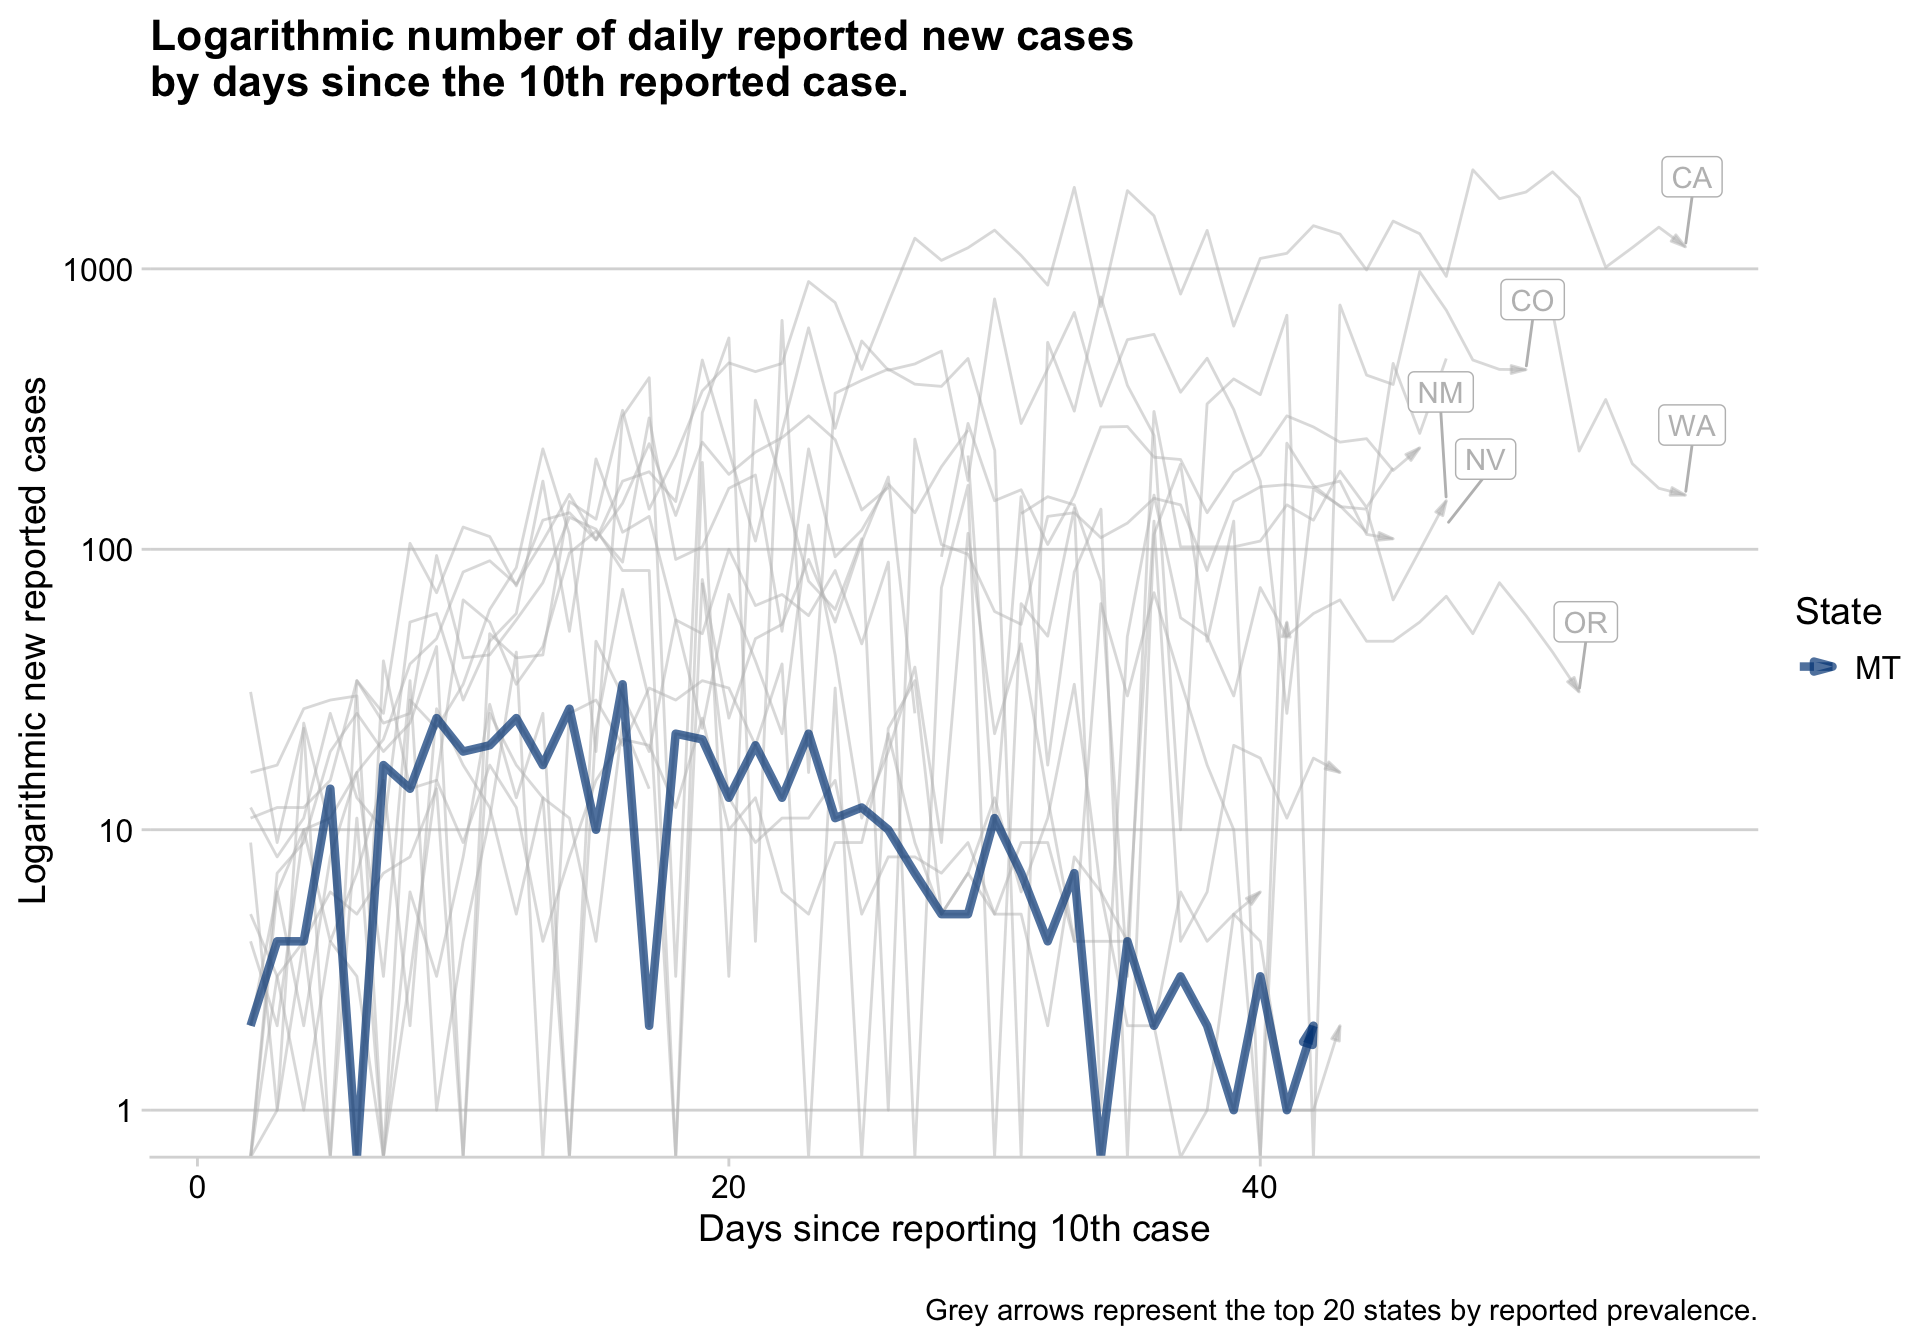 Logarithmic number of daily reported new cases
by days since the 10th reported case.
CA
1000
CO
NM
WA
NV
Logarithmic new reported cases
100
OR
State
MT
10
1
0
20
40
Days since reporting 10th case
Grey arrows represent the top 20 states by reported prevalence.